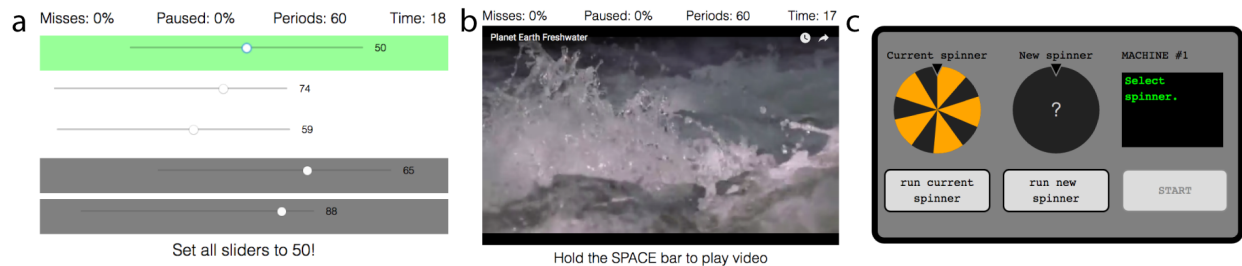 a
Misses: 0% Paused: 0% Periods: 60 Time: 18
50
74
59
65
88
Set all sliders to 50!
b
Misses: 0% Paused: 0% Periods: 60 Time: 17
Planet Earth Freshwater
Hold the SPACE bar to play video
c
Current spinner New spinner MACHINE #1
Select
spinner.
?
run current
spinner
run new
spinner
START